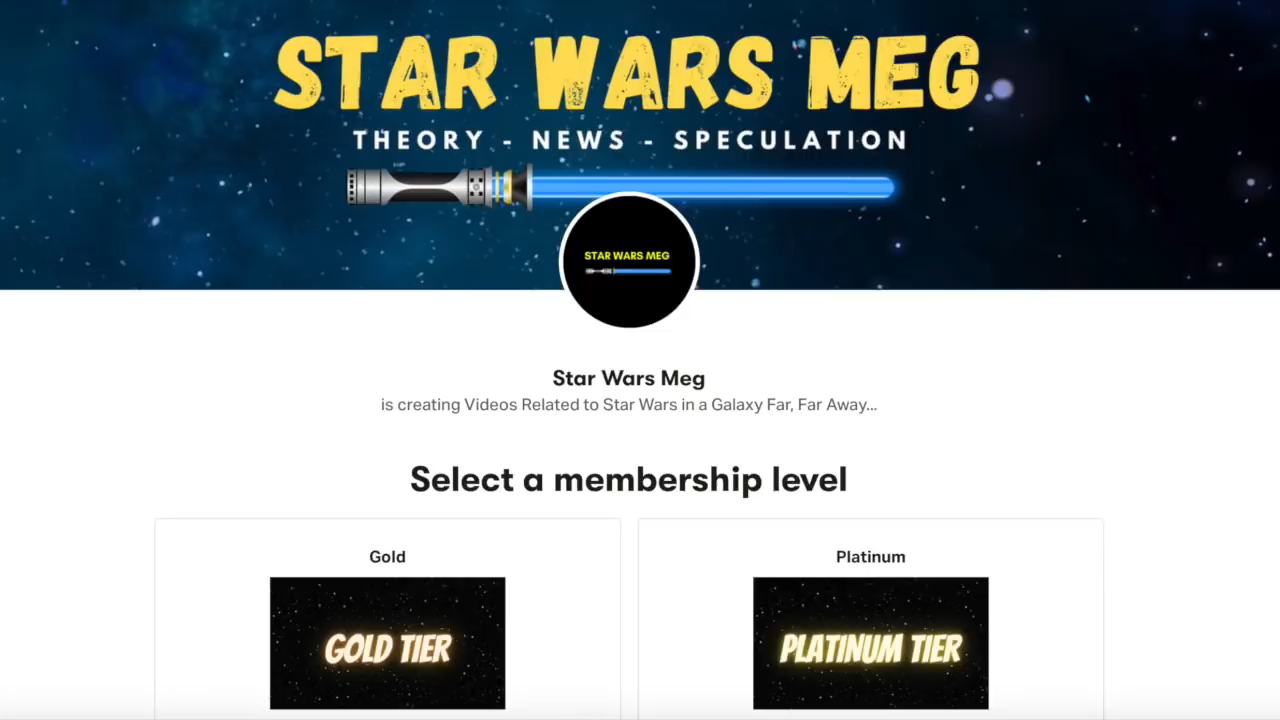 STAR WARS MEG
THEORY - NEWS - SPECULATION
STAR WARS MEG
Star Wars Meg
is creating Videos Related to Star Wars in a Galaxy Far, Far Away...
Select a membership level
Gold
Platinum
GOLD TIER
PLATINUM TIER